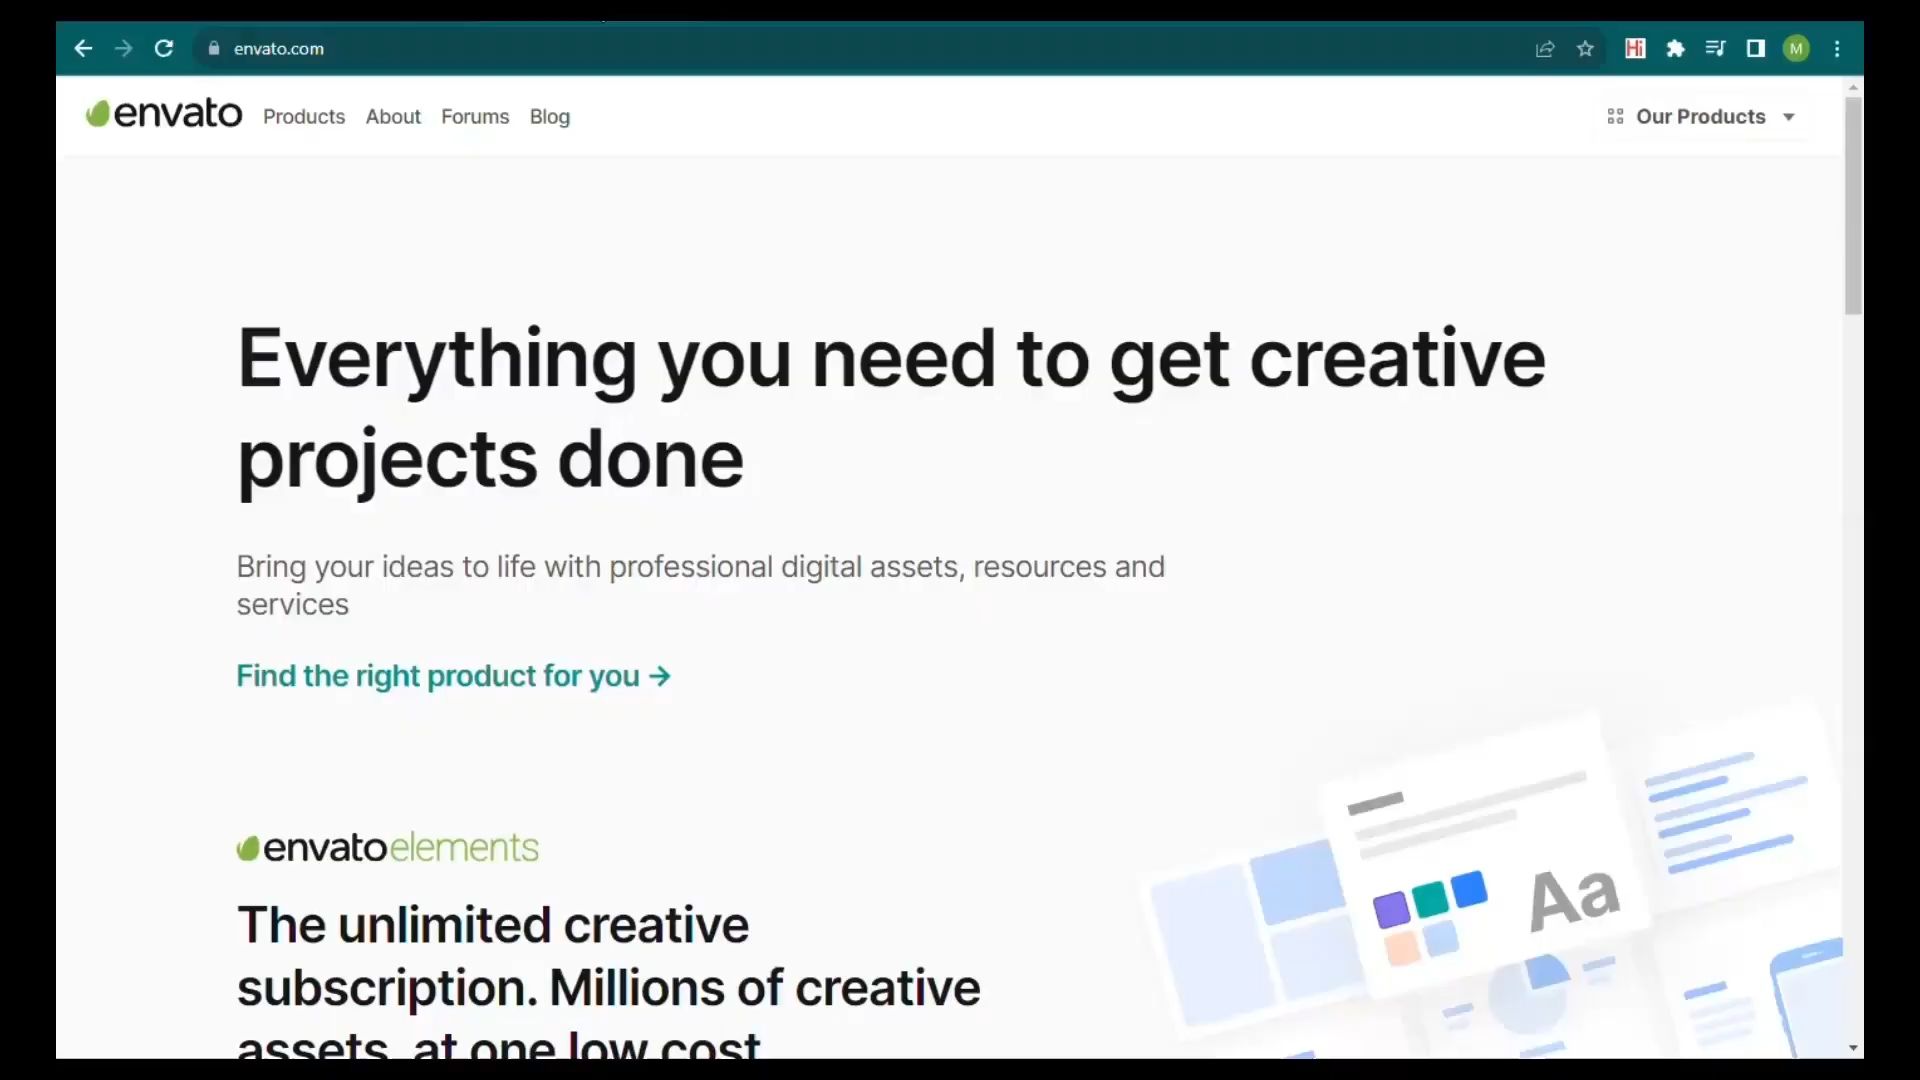 envato.com
Hi
M
envato Products About Forums Blog
Our Products
Everything you need to get creative
projects done
Bring your ideas to life with professional digital assets, resources and
services
Find the right product for you →
envatoelements
The unlimited creative
subscription. Millions of creative
assets, at one low cost
Aa